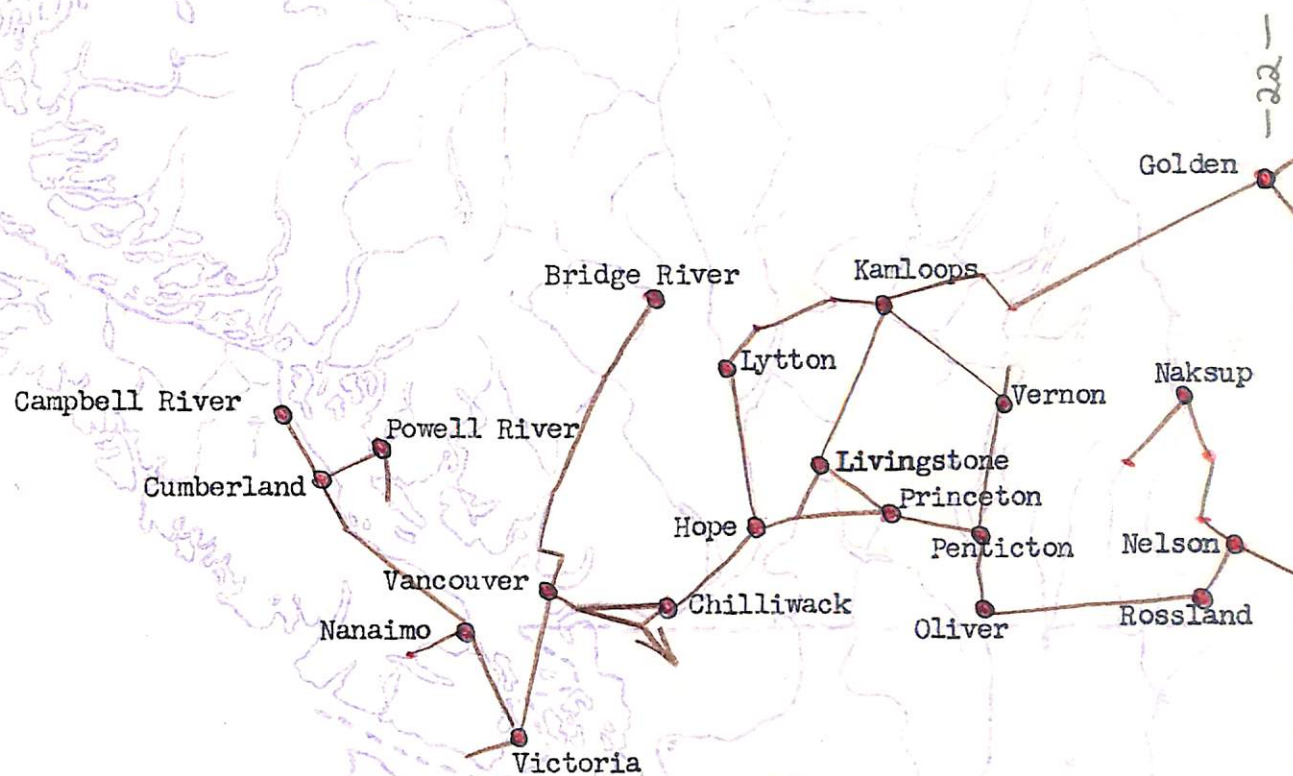 -22-
Golden
Bridge River
Kamloops
Lytton
Naksup
Campbell River
Vernon
Powell River
Livingstone
Cumberland
Princeton
Hope
Penticton
Nelson
Vancouver
Chilliwack
Rossland
Nanaimo
Oliver
Victoria